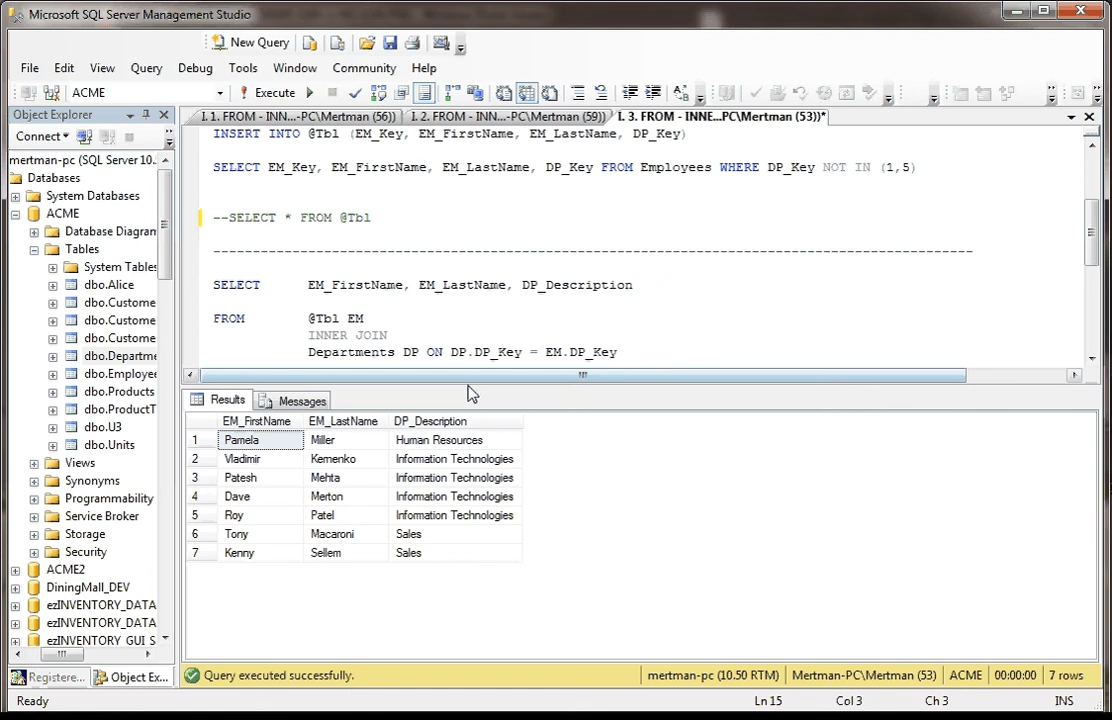 Microsoft SQL Server Management Studio
New Query
File Edit View Query Debug Tools Window Community Help
ACME Execute
Object Explorer
I. 1. FROM - INN...-PC\Mertman (56)) I. 2. FROM - INN...-PC\Mertman (59)) I. 3. FROM - INNE...PC\Mertman (53))*
Connect
mertman-pc (SQL Server 10.
Databases
System Databases
ACME
Database Diagran
Tables
System Tables
dbo.Alice
dbo.Custome
dbo.Custome
dbo.Custome
dbo.Departme
dbo.Employee
dbo.Products
dbo.ProductT
dbo.U3
dbo.Units
Views
Synonyms
Programmability
Service Broker
Storage
Security
ACME2
DiningMall_DEV
ezINVENTORY_DATA
ezINVENTORY_DATA
ezINVENTORY GUI S
Registere... Object Ex...
INSERT INTO @Tbl (EM_Key, EM_FirstName, EM_LastName, DP_Key)
SELECT EM_Key, EM_FirstName, EM_LastName, DP_Key FROM Employees WHERE DP_Key NOT IN (1,5)
--SELECT * FROM @Tbl
-----------------------------------------------------------------------------------------------
SELECT EM_FirstName, EM_LastName, DP_Description
FROM @Tbl EM
INNER JOIN
Departments DP ON DP.DP_Key = EM.DP_Key
Results Messages
EM_FirstName EM_LastName DP_Description
1 Pamela Miller Human Resources
2 Vladimir Kemenko Information Technologies
3 Patesh Mehta Information Technologies
4 Dave Merton Information Technologies
5 Roy Patel Information Technologies
6 Tony Macaroni Sales
7 Kenny Sellem Sales
Query executed successfully. mertman-pc (10.50 RTM) Mertman-PC\Mertman (53) ACME 00:00:00 7 rows
Ready Ln 15 Col 3 Ch 3 INS